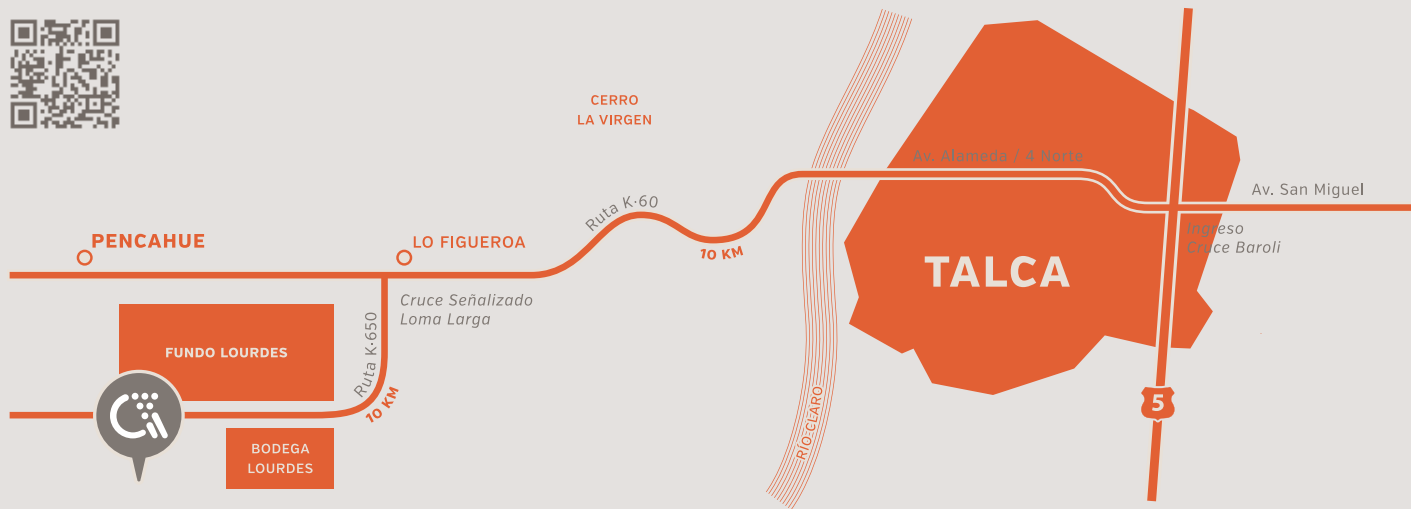 CERRO
LA VIRGEN
Av. Alameda / 4 Norte
Av. San Miguel
Ruta K·60
10 KM
PENCAHUE
LO FIGUEROA
Ingreso
Cruce Baroli
TALCA
Cruce Señalizado
Loma Larga
Ruta K·650
10 KM
FUNDO LOURDES
RÍO CLARO
5
BODEGA
LOURDES